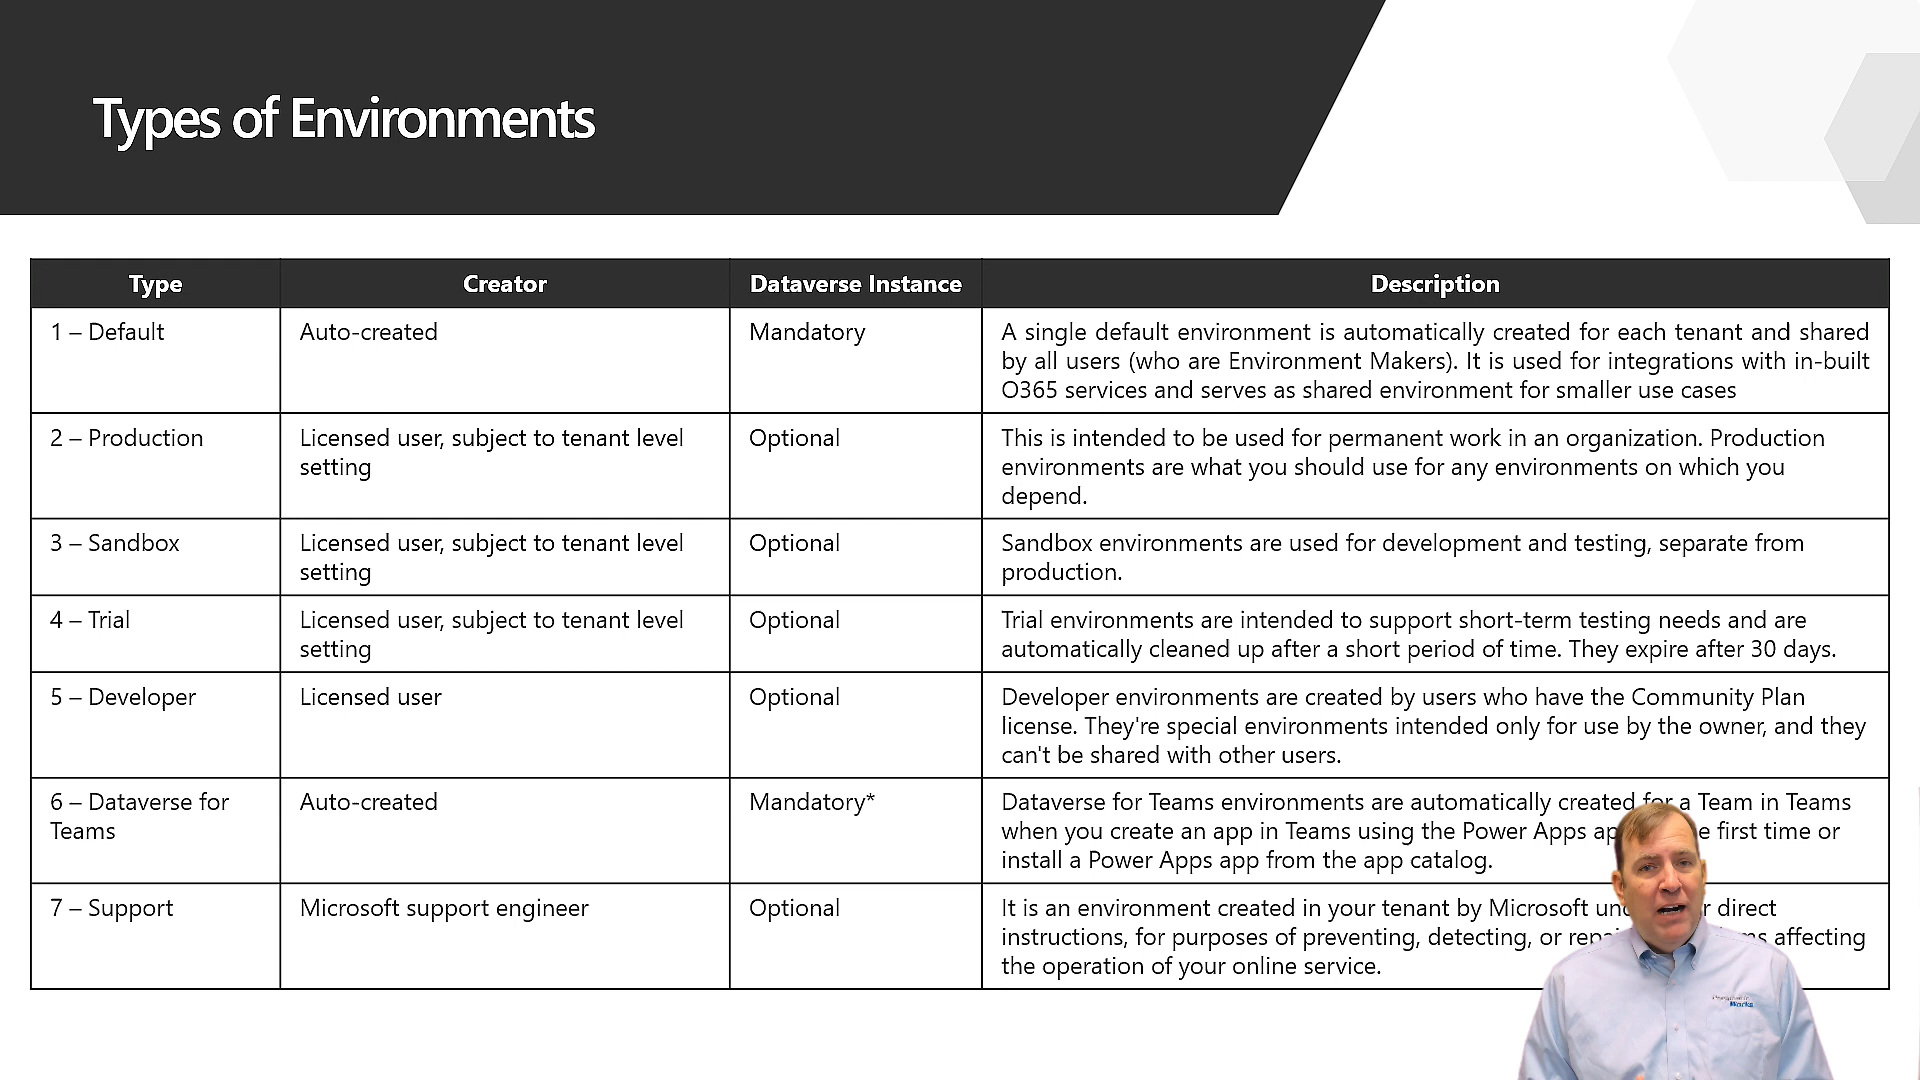 Types of Environments
Type Creator Dataverse Instance Description
1 – Default Auto-created Mandatory A single default environment is automatically created for each tenant and shared
by all users (who are Environment Makers). It is used for integrations with in-built
O365 services and serves as shared environment for smaller use cases
2 – Production Licensed user, subject to tenant level Optional This is intended to be used for permanent work in an organization. Production
setting environments are what you should use for any environments on which you
depend.
3 – Sandbox Licensed user, subject to tenant level Optional Sandbox environments are used for development and testing, separate from
setting production.
4 – Trial Licensed user, subject to tenant level Optional Trial environments are intended to support short-term testing needs and are
setting automatically cleaned up after a short period of time. They expire after 30 days.
5 – Developer Licensed user Optional Developer environments are created by users who have the Community Plan
license. They're special environments intended only for use by the owner, and they
can't be shared with other users.
6 – Dataverse for Auto-created Mandatory* Dataverse for Teams environments are automatically created for a Team in Teams
Teams when you create an app in Teams using the Power Apps first time or
install a Power Apps app from the app catalog.
7 – Support Microsoft support engineer Optional It is an environment created in your tenant by Microsoft direct
instructions, for purposes of preventing, detecting, or affecting
the operation of your online service.
Works